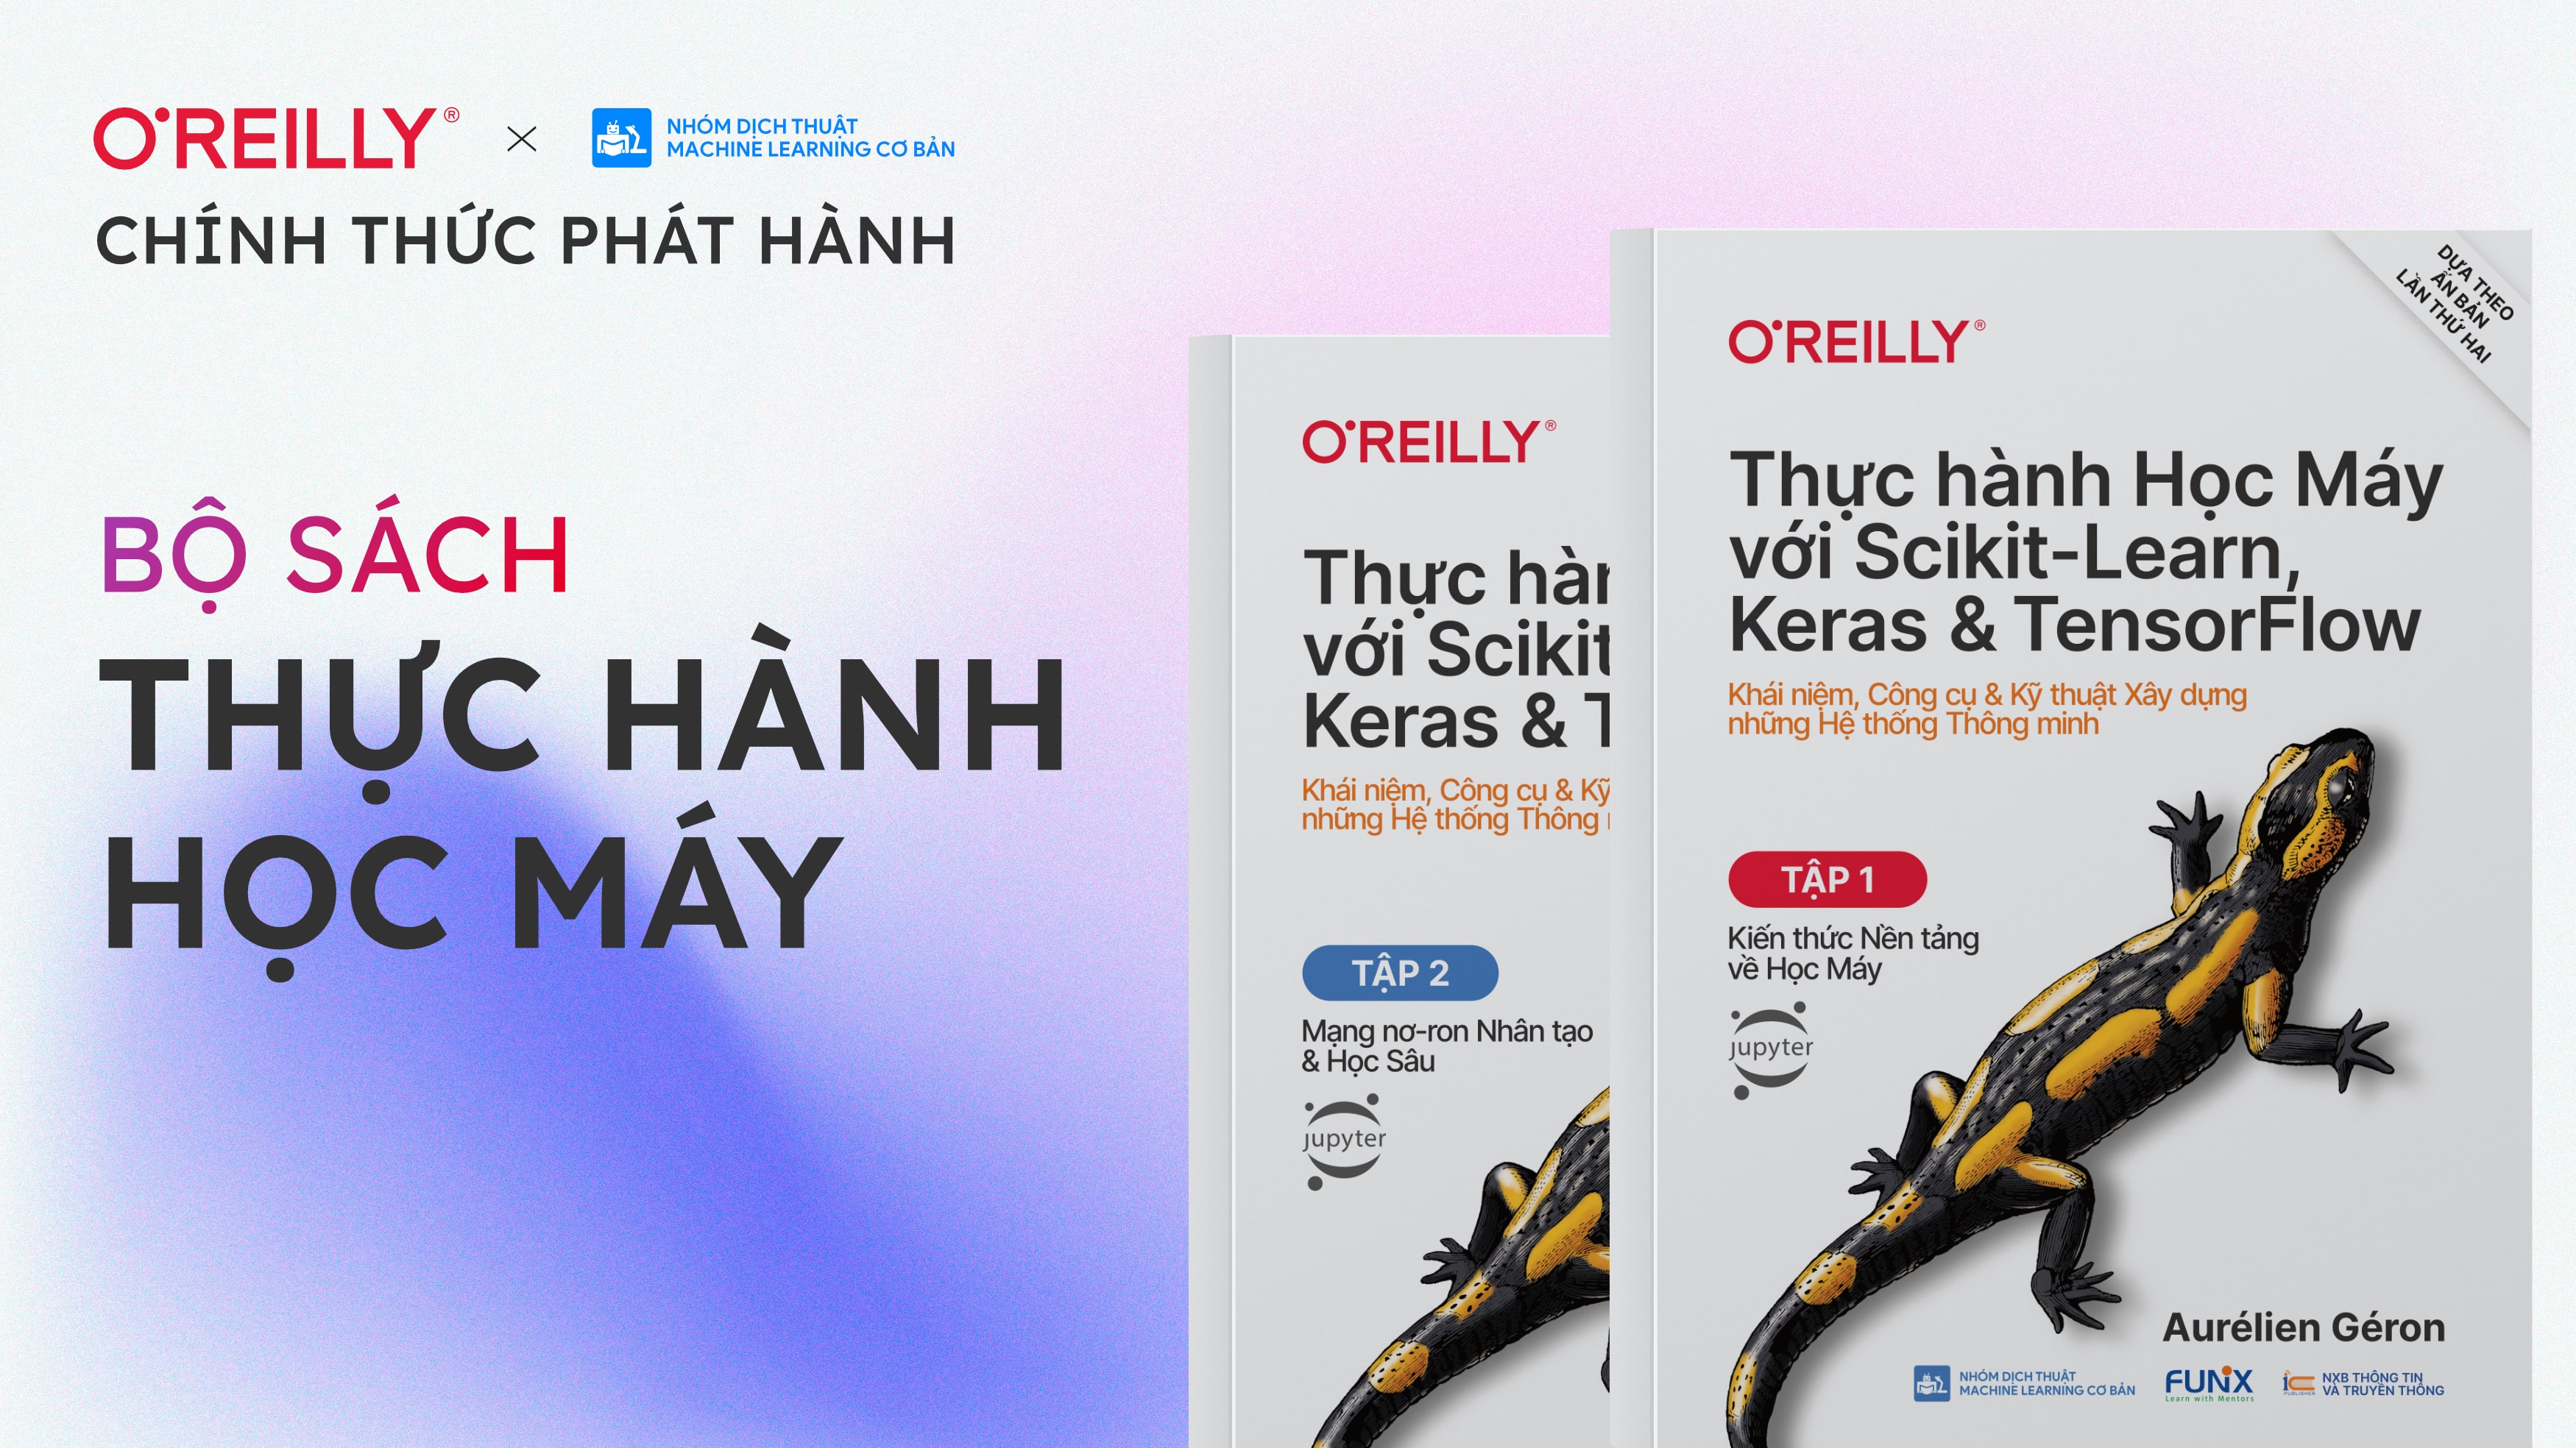 O'REILLY®
NHÓM DỊCH THUẬT
MACHINE LEARNING CƠ BẢN
CHÍNH THỨC PHÁT HÀNH
BỘ SÁCH
THỰC HÀNH
HỌC MÁY
O'REILLY®
Thực hàn
với Scikit
Keras & T
Khái niệm, Công cụ & Kỹ
những Hệ thống Thông
TẬP 2
Mạng nơ-ron Nhân tạo
& Học Sâu
jupyter
DỰA THEO
ẤN BẢN
LẦN THỨ HAI
O'REILLY®
Thực hành Học Máy
với Scikit-Learn,
Keras & TensorFlow
Khái niệm, Công cụ & Kỹ thuật Xây dựng
những Hệ thống Thông minh
TẬP 1
Kiến thức Nền tảng
về Học Máy
jupyter
Aurélien Géron
NHÓM DỊCH THUẬT
MACHINE LEARNING CƠ BẢN
FUNiX
Learn with Mentors
NXB THÔNG TIN
VÀ TRUYỀN THÔNG